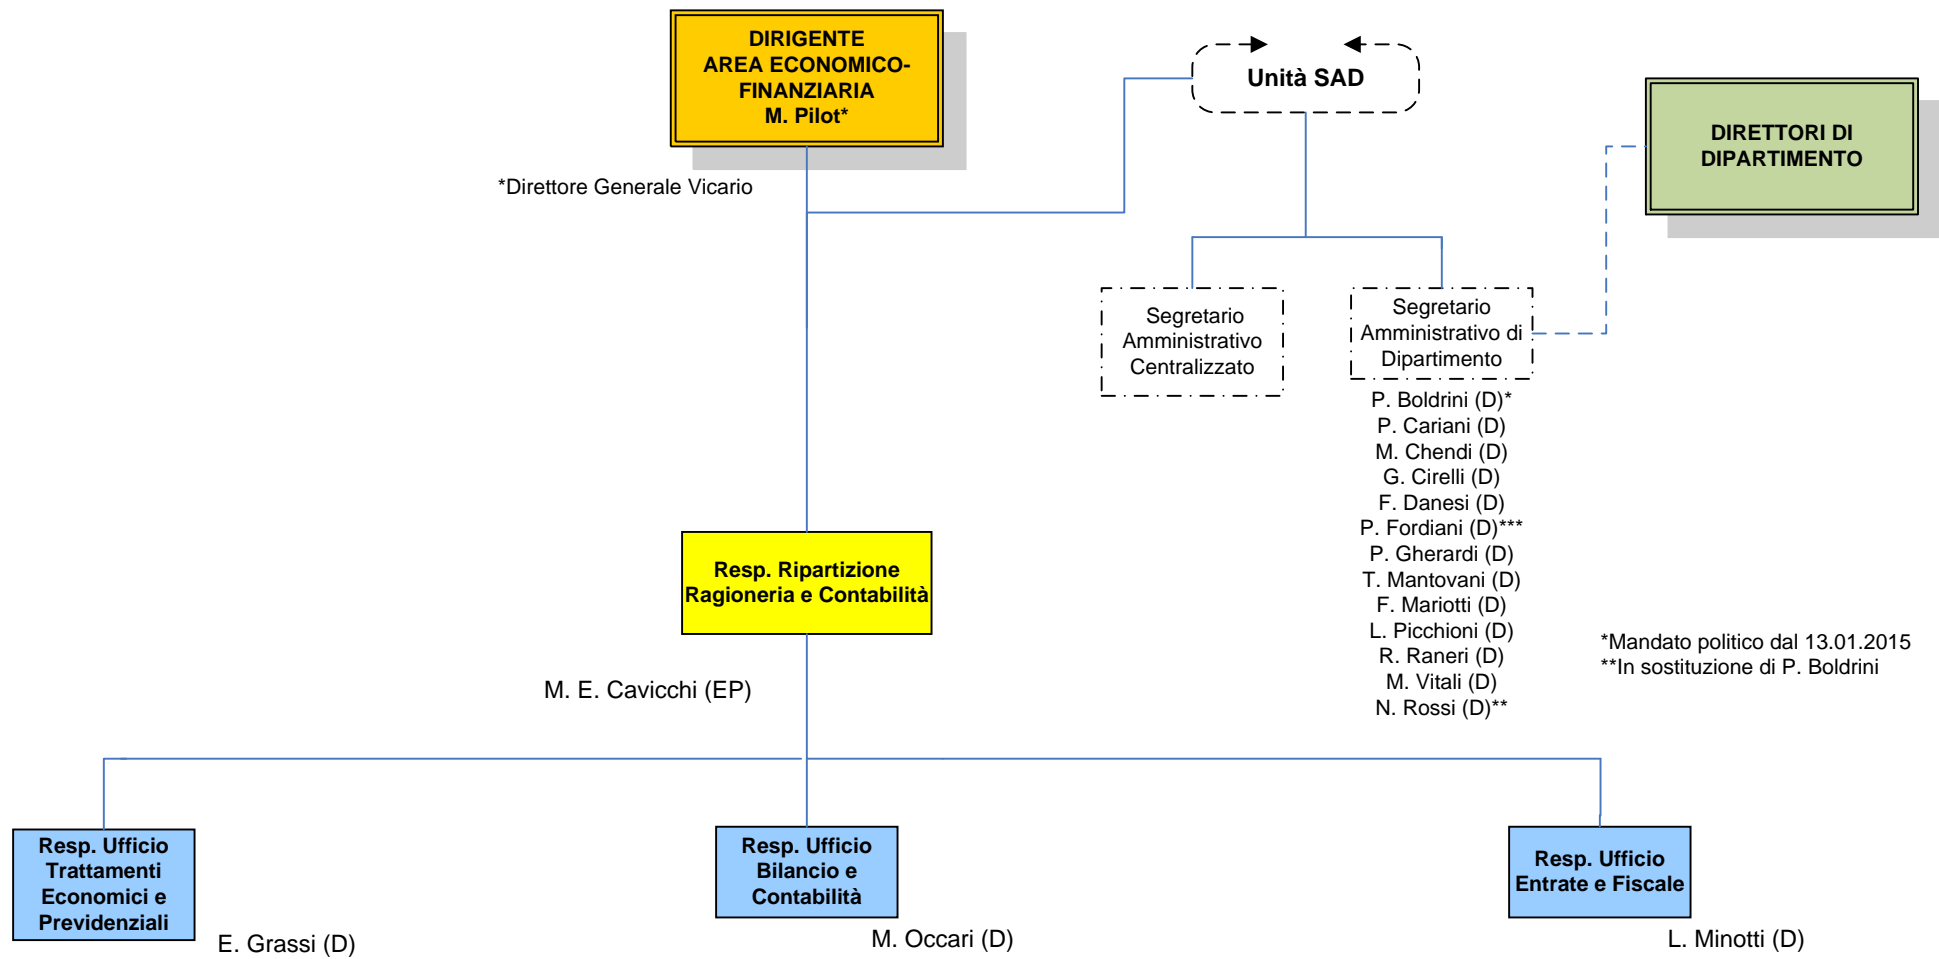 DIRIGENTE
AREA ECONOMICO-
FINANZIARIA
M. Pilot*
*Direttore Generale Vicario
Unità SAD
DIRETTORI DI
DIPARTIMENTO
Segretario
Amministrativo
Centralizzato
Segretario
Amministrativo di
Dipartimento
P. Boldrini (D)*
P. Cariani (D)
M. Chendi (D)
G. Cirelli (D)
F. Danesi (D)
P. Fordiani (D)***
P. Gherardi (D)
T. Mantovani (D)
F. Mariotti (D)
L. Picchioni (D)
R. Raneri (D)
M. Vitali (D)
N. Rossi (D)**
*Mandato politico dal 13.01.2015
**In sostituzione di P. Boldrini
Resp. Ripartizione
Ragioneria e Contabilità
M. E. Cavicchi (EP)
Resp. Ufficio
Trattamenti
Economici e
Previdenziali
E. Grassi (D)
Resp. Ufficio
Bilancio e
Contabilità
M. Occari (D)
Resp. Ufficio
Entrate e Fiscale
L. Minotti (D)